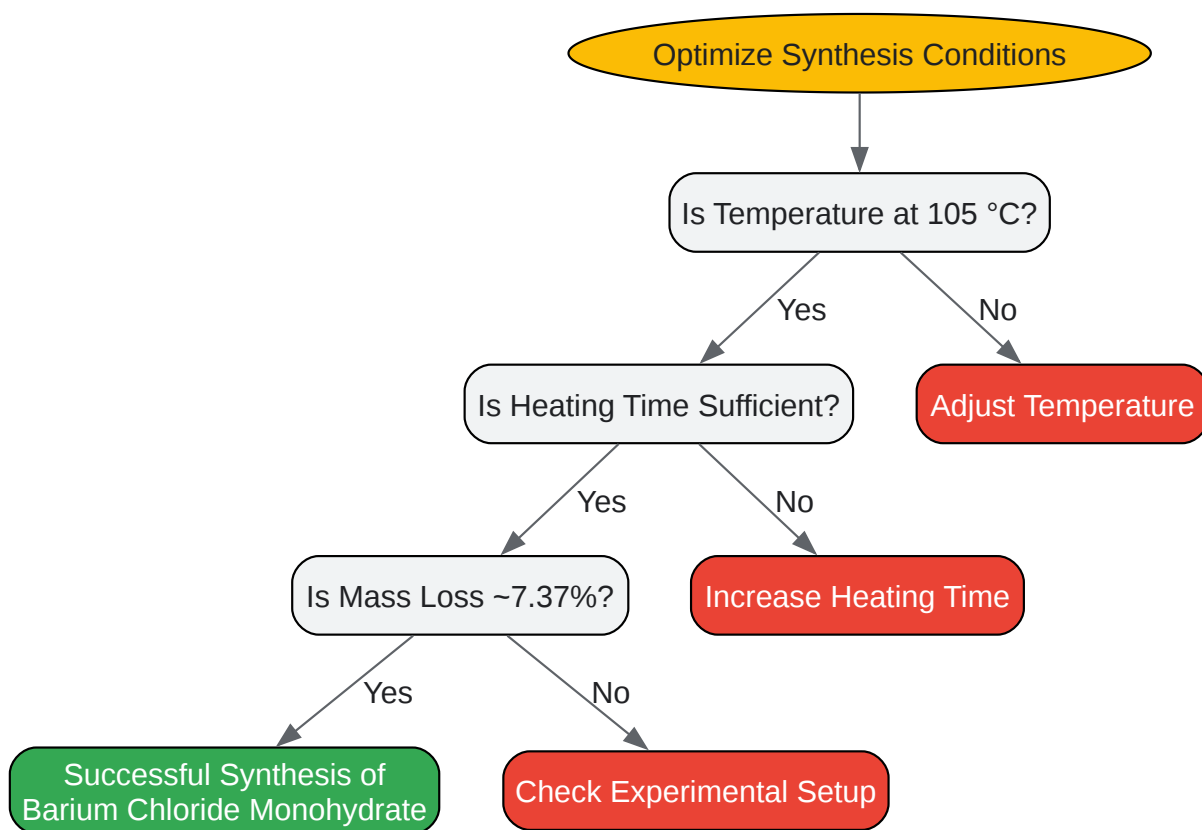 Optimize Synthesis Conditions
Is Temperature at 105 °C?
Yes
No
Is Heating Time Sufficient?
Adjust Temperature
Yes
No
Is Mass Loss ~7.37%?
Increase Heating Time
Yes
No
Successful Synthesis of
Barium Chloride Monohydrate
Check Experimental Setup